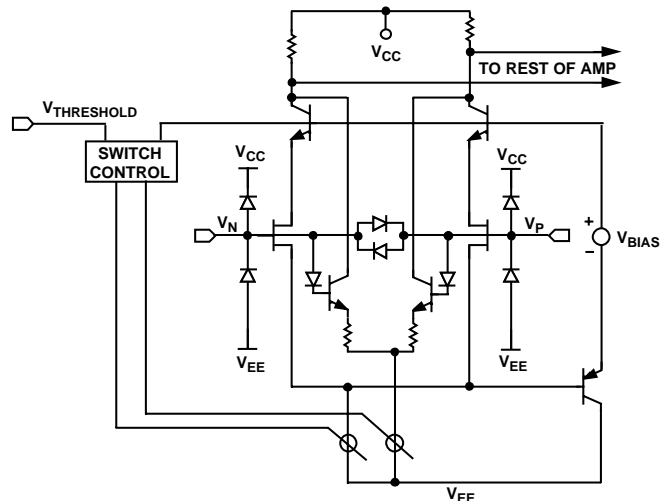 VCC
TO REST OF AMP
VTHRESHOLD
SWITCH
CONTROL
VCC
VCC
VN
VP
+
–
VBIAS
VEE
VEE
VEE